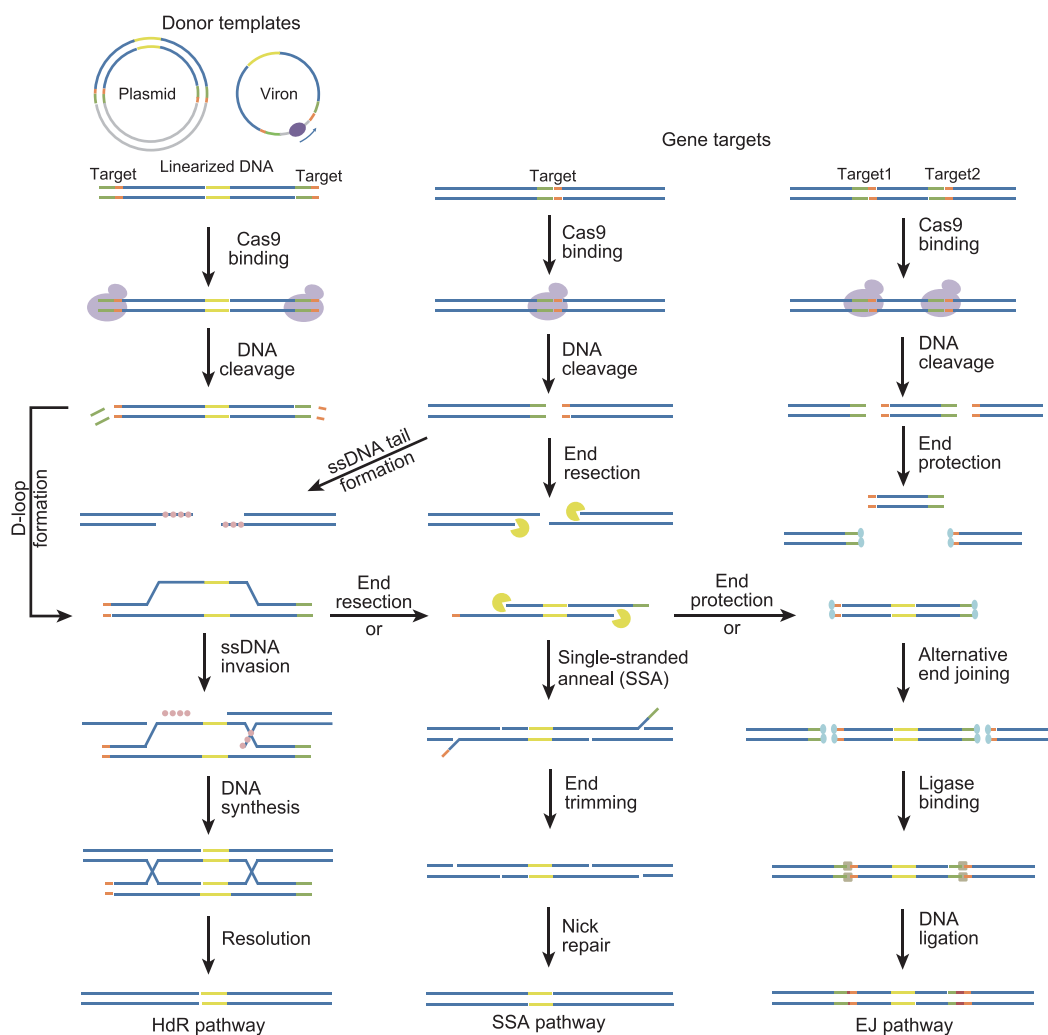 Donor templates
Plasmid
Viron
Gene targets
Linearized DNA
Target
Target
Target
Target1
Target2
Cas9
binding
Cas9
binding
Cas9
binding
DNA
cleavage
DNA
cleavage
DNA
cleavage
D-loop
formation
ssDNA tail
formation
End
resection
End
protection
End
resection
or
End
protection
or
ssDNA
invasion
Single-stranded
anneal (SSA)
Alternative
end joining
DNA
synthesis
End
trimming
Ligase
binding
Resolution
Nick
repair
DNA
ligation
HdR pathway
SSA pathway
EJ pathway